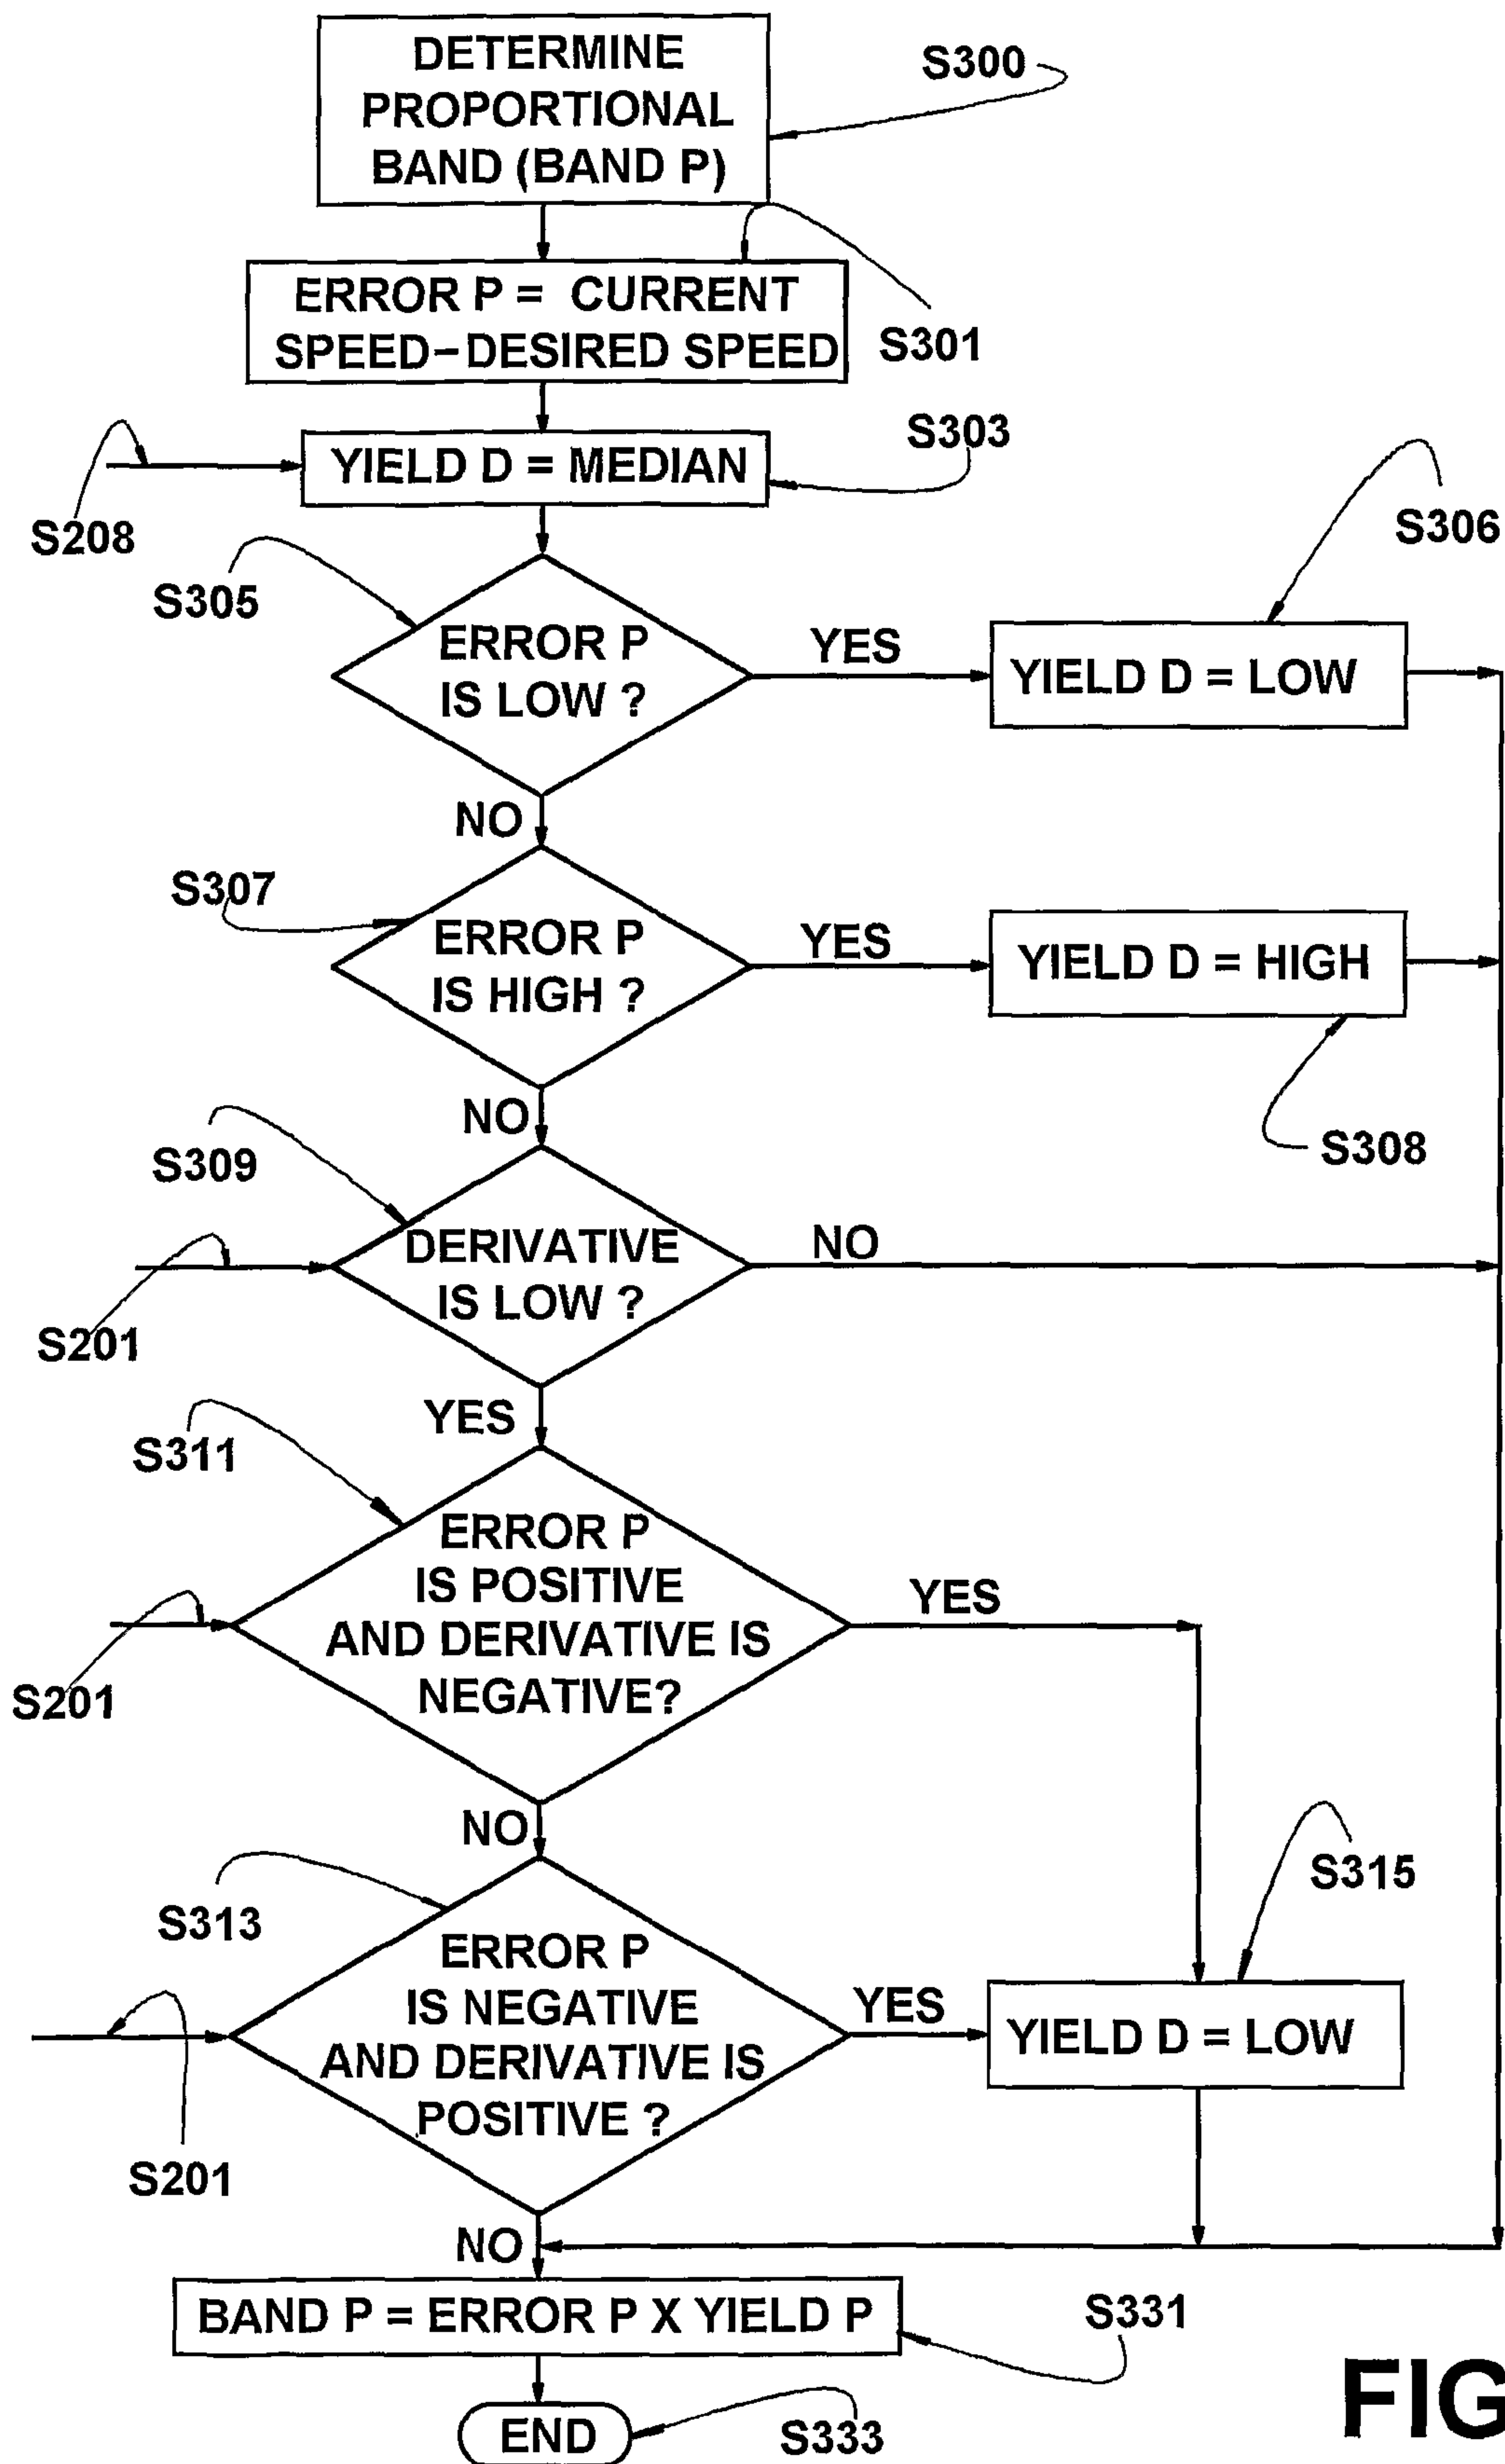 DETERMINE
PROPORTIONAL
BAND (BAND P)
S300
ERROR P = CURRENT
SPEED-DESIRED SPEED
S301
S303
YIELD D = MEDIAN
S208
S305
S306
ERROR P
IS LOW ?
YES
YIELD D = LOW
NO
S307
ERROR P
IS HIGH ?
YES
YIELD D = HIGH
NO
S308
S309
DERIVATIVE
IS LOW ?
NO
S201
YES
S311
ERROR P
IS POSITIVE
AND DERIVATIVE IS
NEGATIVE?
YES
S201
NO
S313
S315
ERROR P
IS NEGATIVE
AND DERIVATIVE IS
POSITIVE ?
YES
YIELD D = LOW
S201
NO
BAND P = ERROR P X YIELD P
S331
END
S333
FIG